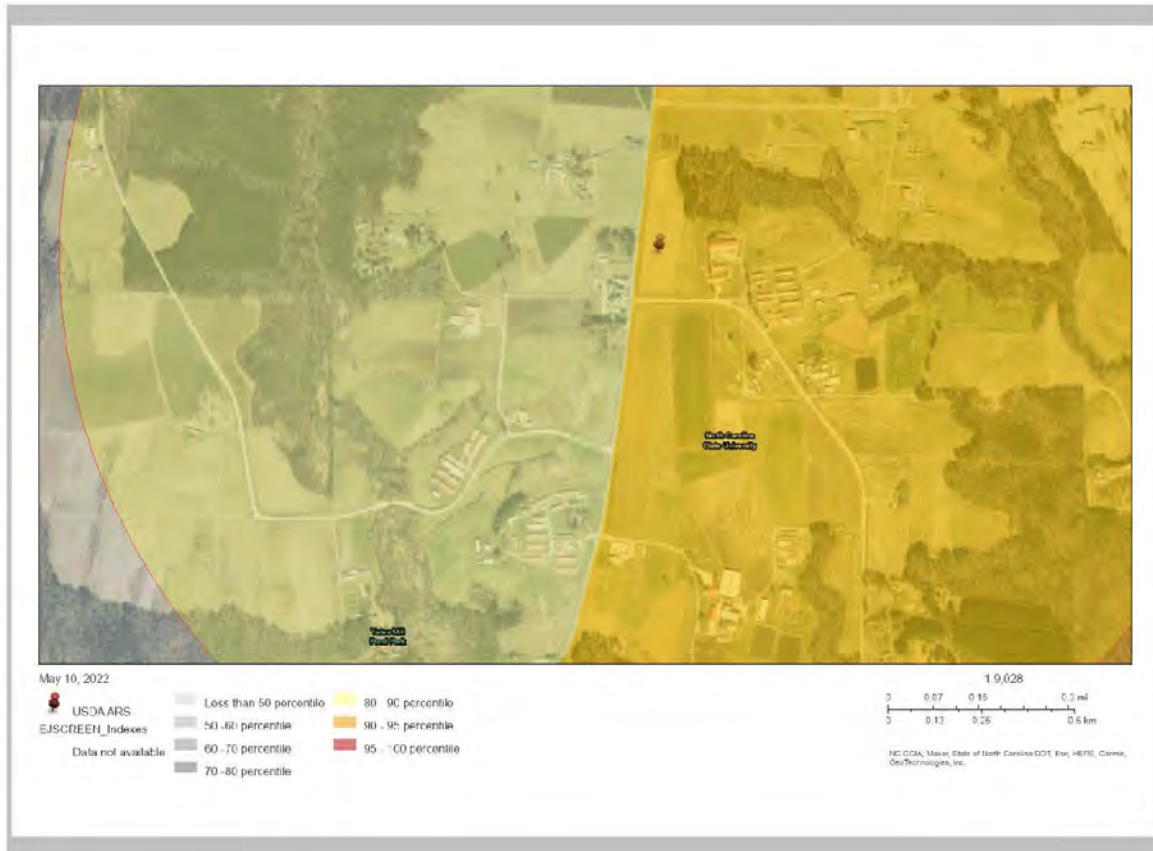 North Carolina
State University
Yates Mill
Pond Park
May 10, 2022
USDA ARS
EJSCREEN_Indexes
Data not available
Less than 50 percentile
50 - 60 percentile
60 - 70 percentile
70 - 80 percentile
80 - 90 percentile
90 - 95 percentile
95 - 100 percentile
1:9,028
0 0.07 0.15 0.3 mi
0 0.13 0.25 0.5 km
NC CGIA, Maxar, State of North Carolina DOT, Esri, HERE, Garmin,
GeoTechnologies, Inc.